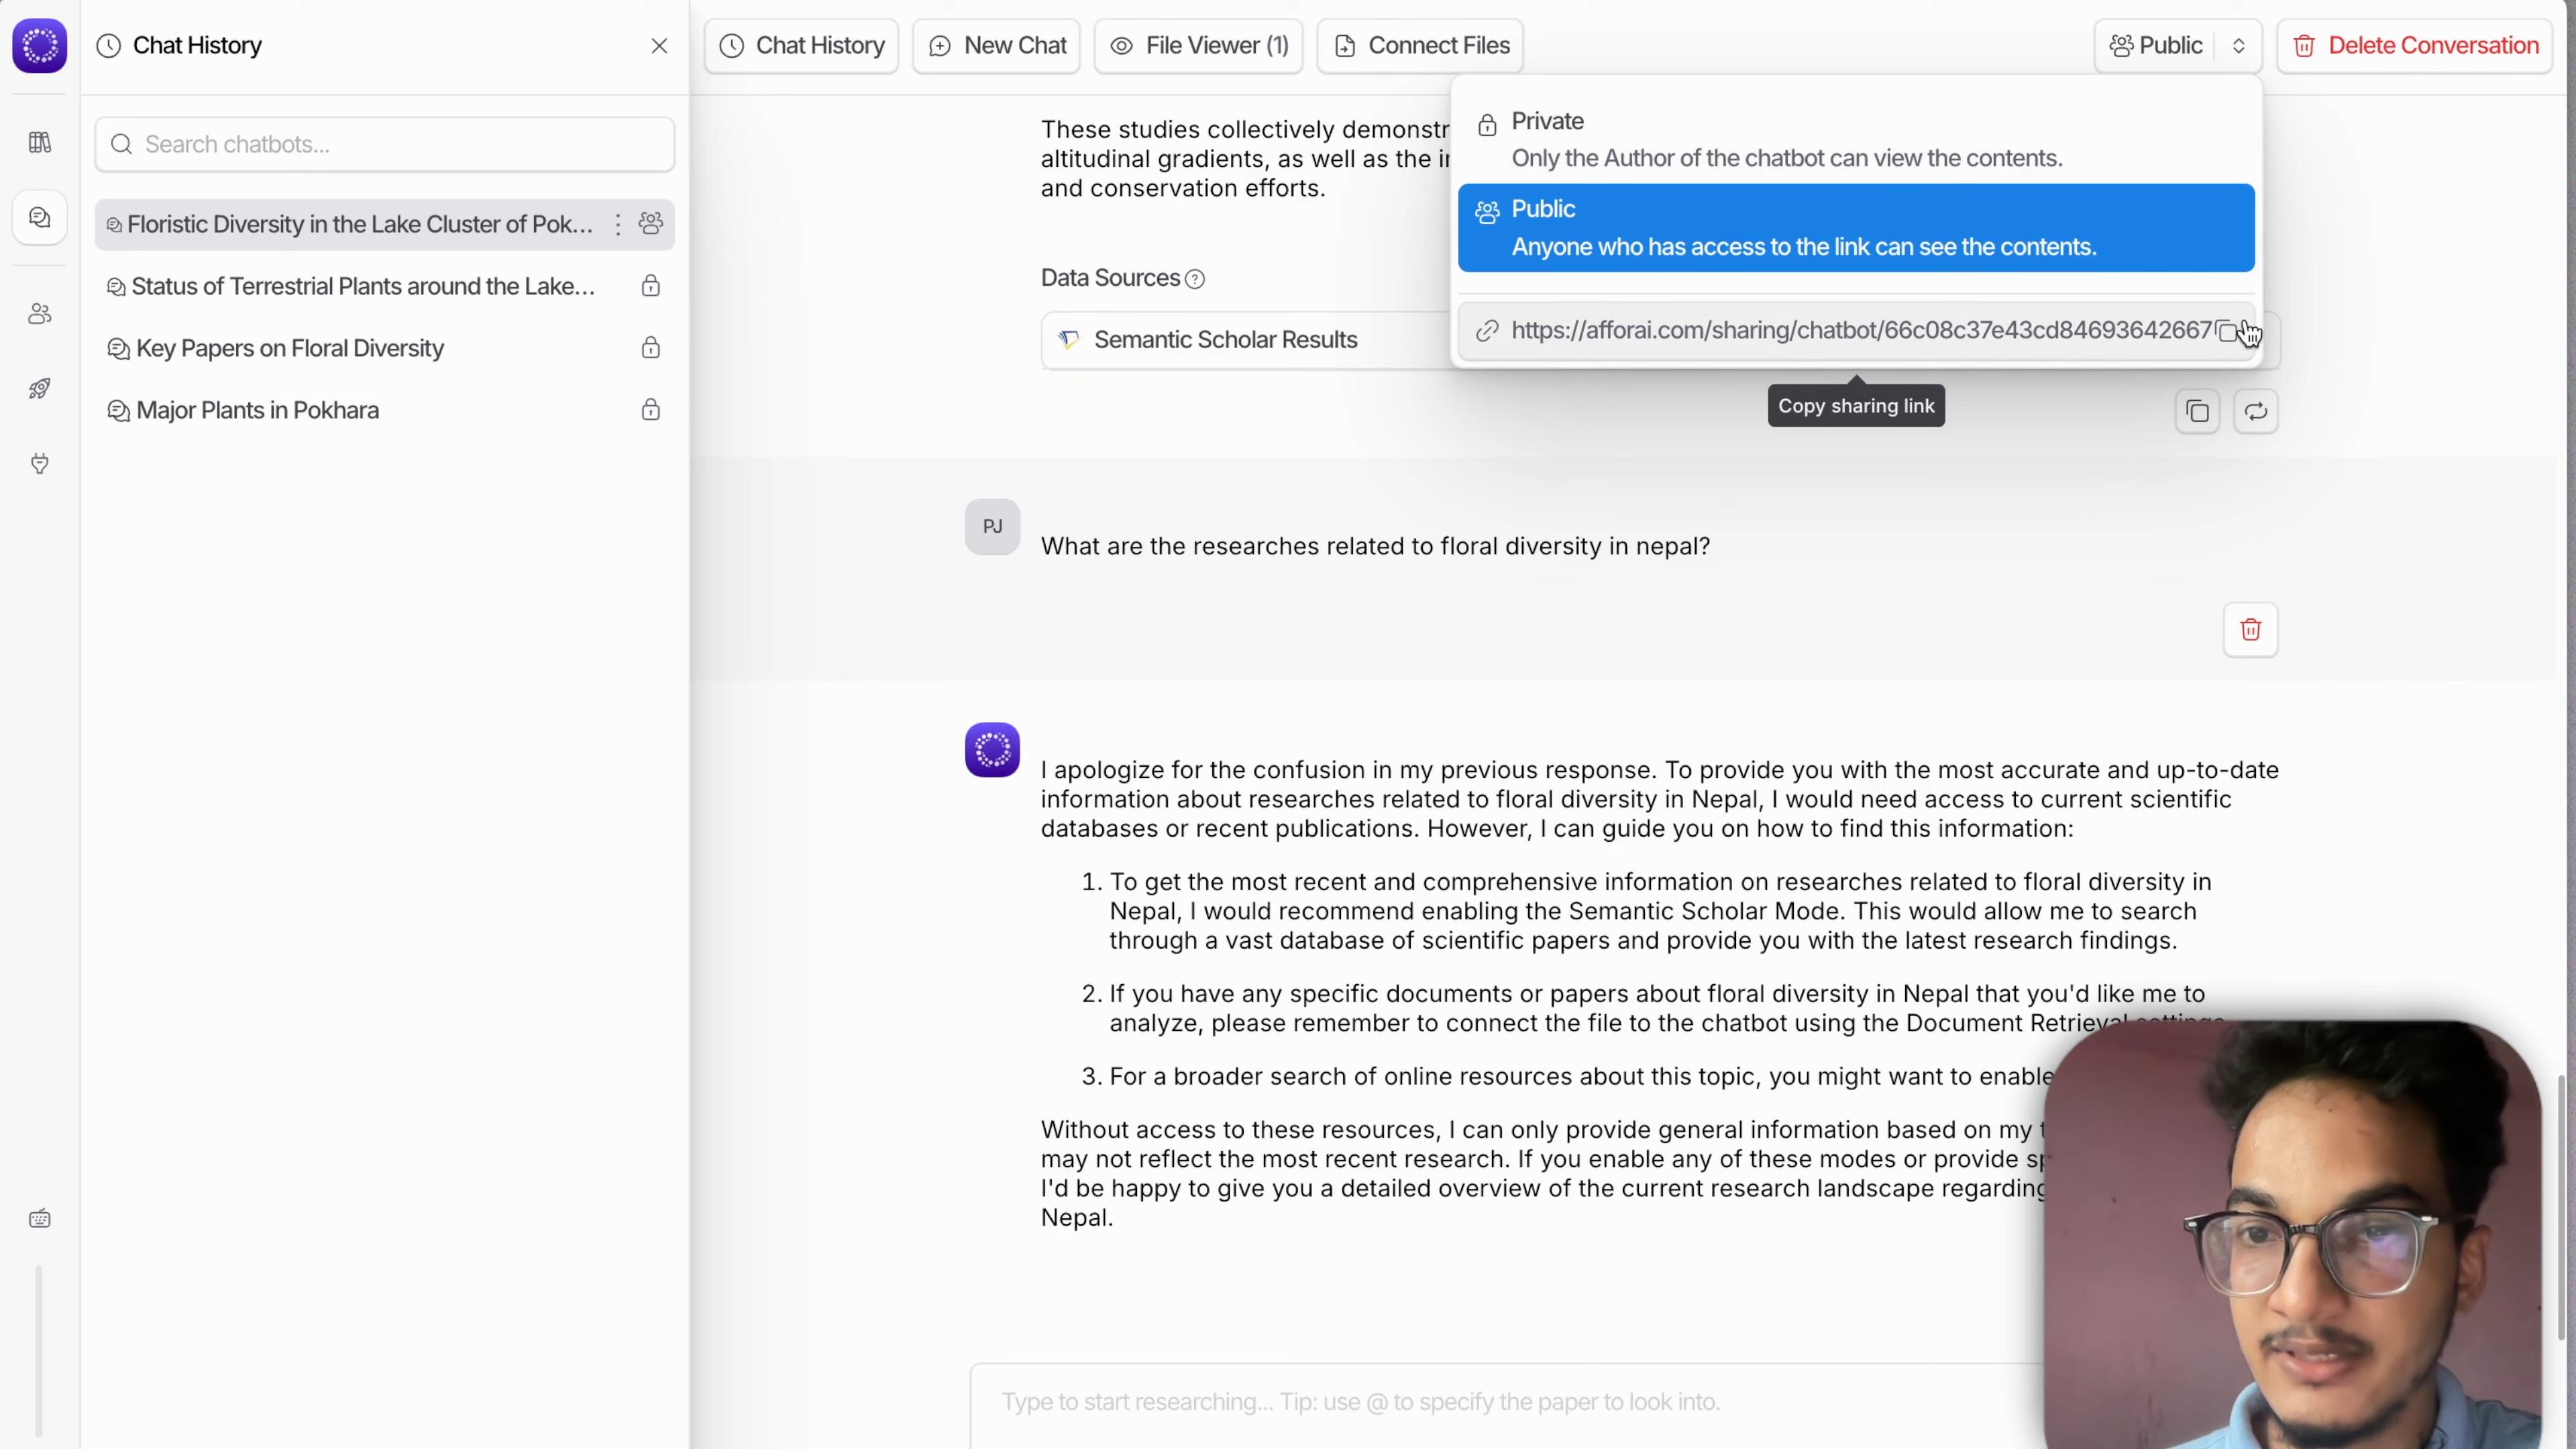 Chat History
Search chatbots...
Floristic Diversity in the Lake Cluster of Pok...
Status of Terrestrial Plants around the Lake...
Key Papers on Floral Diversity
Major Plants in Pokhara
Chat History
New Chat
File Viewer (1)
Connect Files
Public
Delete Conversation
Private
Only the Author of the chatbot can view the contents.
Public
Anyone who has access to the link can see the contents.
https://afforai.com/sharing/chatbot/66c08c37e43cd84693642667
Copy sharing link
These studies collectively demonstr
altitudinal gradients, as well as the
and conservation efforts.
Data Sources
Semantic Scholar Results
PJ
What are the researches related to floral diversity in nepal?
I apologize for the confusion in my previous response. To provide you with the most accurate and up-to-date
information about researches related to floral diversity in Nepal, I would need access to current scientific
databases or recent publications. However, I can guide you on how to find this information:
1. To get the most recent and comprehensive information on researches related to floral diversity in
Nepal, I would recommend enabling the Semantic Scholar Mode. This would allow me to search
through a vast database of scientific papers and provide you with the latest research findings.
2. If you have any specific documents or papers about floral diversity in Nepal that you'd like me to
analyze, please remember to connect the file to the chatbot using the Document Retrieval settings
3. For a broader search of online resources about this topic, you might want to enable
Without access to these resources, I can only provide general information based on my
may not reflect the most recent research. If you enable any of these modes or provide
I'd be happy to give you a detailed overview of the current research landscape regarding
Nepal.
Type to start researching... Tip: use @ to specify the paper to look into.